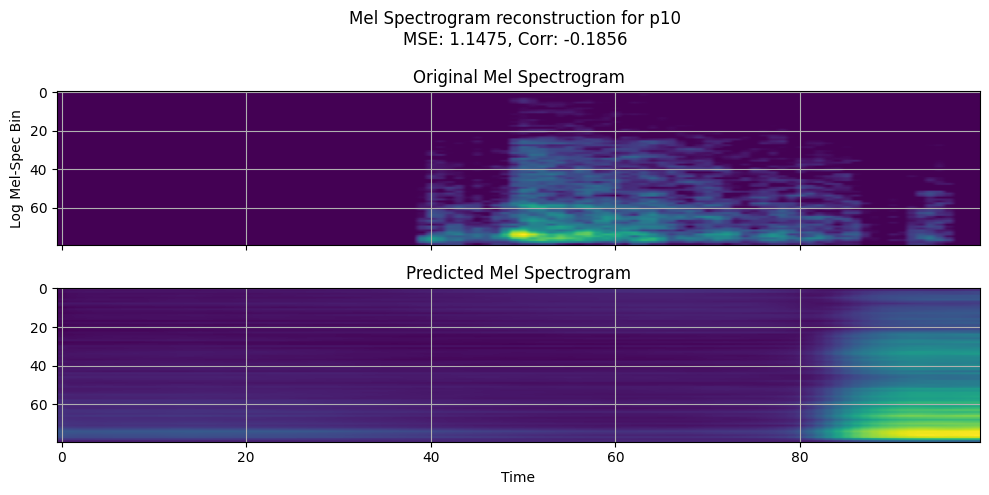 Mel Spectrogram reconstruction for p10
MSE: 1.1475, Corr: -0.1856
Original Mel Spectrogram
0
20
40
60
Log Mel-Spec Bin
Predicted Mel Spectrogram
0
20
40
60
0 20 40 60 80
Time